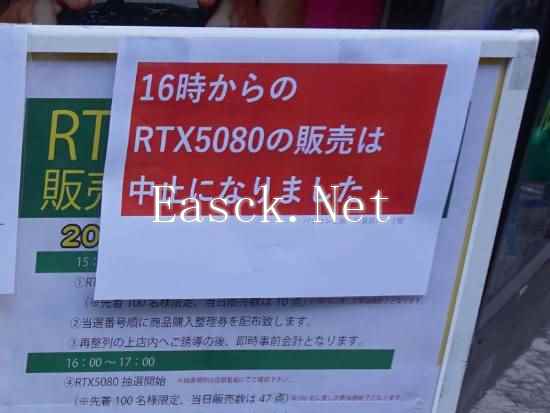 16時からの
RTX5080の販売は
中止になりました
Easck.Net
RT
販売
20
15：
①RT
(※先着 100 名様限定、当日販売数は 10 点)
②当選番号順に商品購入整理券を配布致します。
③再整列の上店内へご誘導の後、即時事前会計となります。
16：00～17：00
④RTX5080 抽選開始
(※先着 100 名様限定、当日販売数は 47 点)